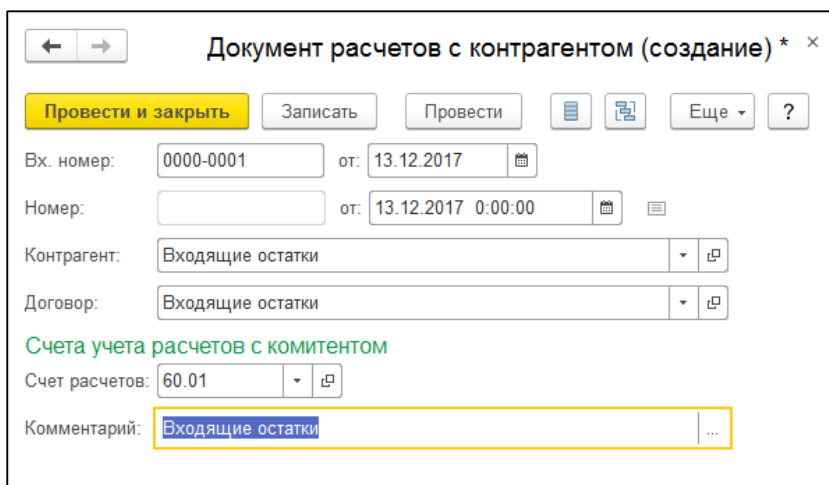 Документ расчетов с контрагентом (создание) * ×
Провести и закрыть Записать Провести Еще ?
Вх. номер: 0000-0001 от: 13.12.2017
Номер: от: 13.12.2017 0:00:00
Контрагент: Входящие остатки
Договор: Входящие остатки
Счета учета расчетов с комитентом
Счет расчетов: 60.01
Комментарий: Входящие остатки ...